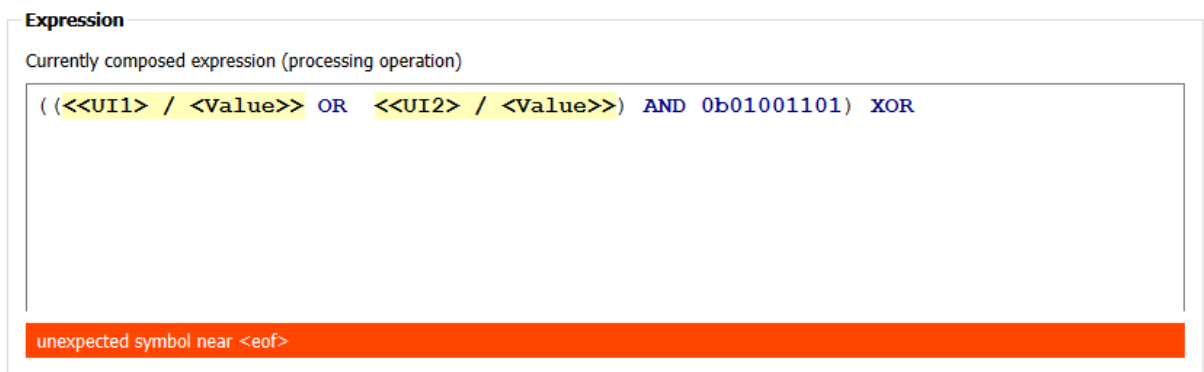 Expression
Currently composed expression (processing operation)
((<<UI1> / <Value>> OR  <<UI2> / <Value>>) AND 0b01001101) XOR
unexpected symbol near <eof>